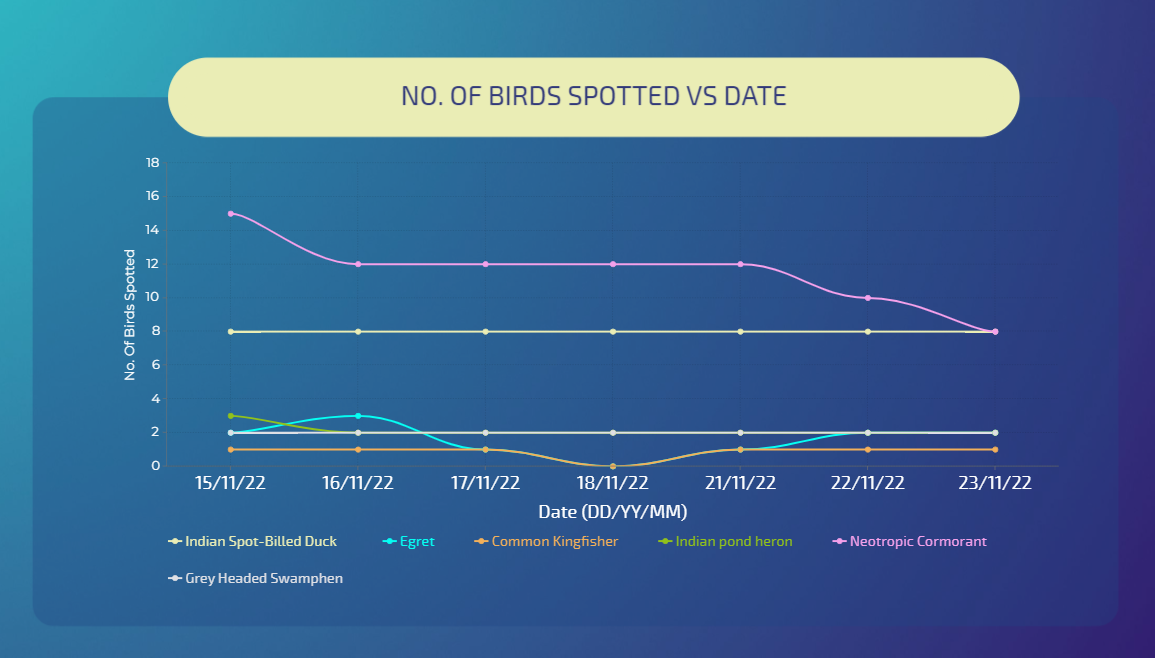 NO. OF BIRDS SPOTTED VS DATE
18
16
14
12
10
8
6
4
2
0
No. Of Birds Spotted
15/11/22 16/11/22 17/11/22 18/11/22 21/11/22 22/11/22 23/11/22
Date (DD/YY/MM)
Indian Spot-Billed Duck Egret Common Kingfisher Indian pond heron Neotropic Cormorant
Grey Headed Swamphen